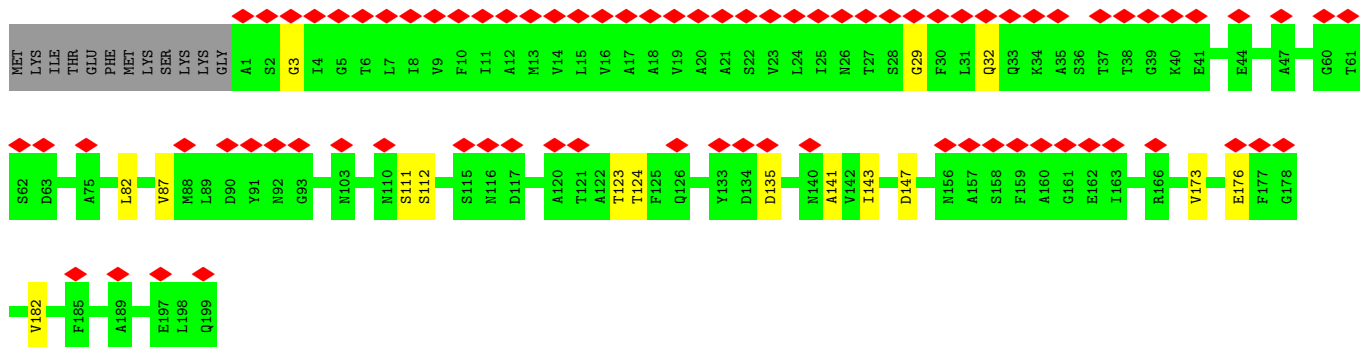 MET LYS ILE THR GLU PHE MET LYS SER LYS LYS GLY A1 S2 G3 I4 G5 T6 L7 I8 V9 F10 I11 A12 M13 V14 L15 V16 A17 A18 V19 A20 A21 S22 V23 L24 I25 N26 T27 S28 G29 F30 L31 Q32 Q33 K34 A35 S36 T37 T38 G39 K40 E41 E44 A47 G60 T61
S62 D63 A75 L82 V87 M88 L89 D90 Y91 N92 G93 N103 N110 S111 S112 S115 N116 D117 A120 T121 A122 T123 T124 F125 Q126 Y133 D134 D135 N140 A141 V142 I143 D147 N156 A157 S158 F159 A160 G161 E162 I163 R166 V173 E176 F177 G178
V182 F185 A189 E197 L198 Q199